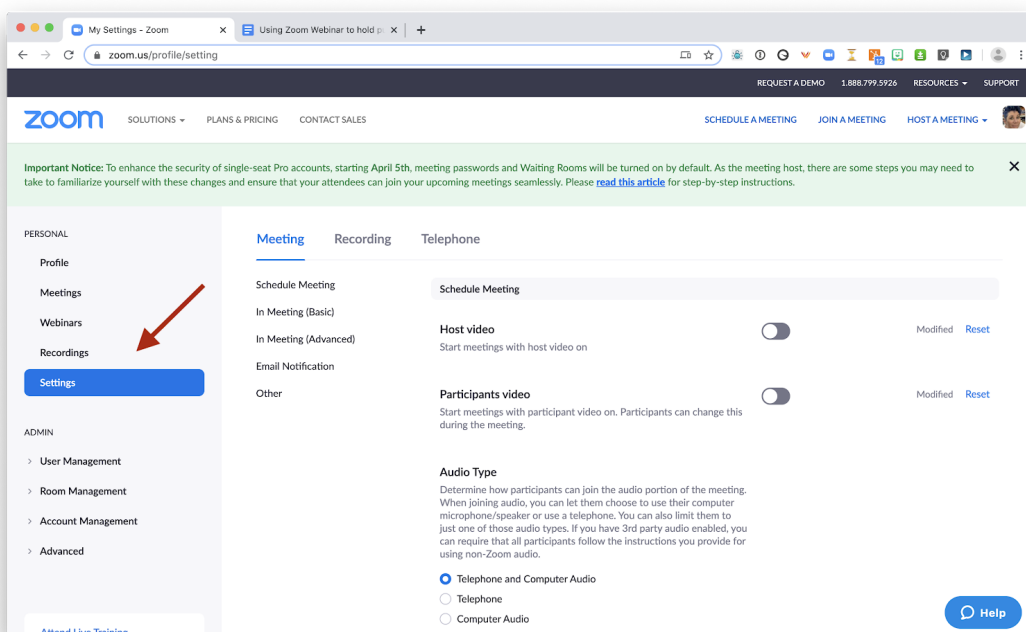 My Settings - Zoom
Using Zoom Webinar to hold p
zoom.us/profile/setting
12
REQUEST A DEMO 1.888.799.5926 RESOURCES SUPPORT
zoom
SOLUTIONS PLANS & PRICING CONTACT SALES
SCHEDULE A MEETING JOIN A MEETING HOST A MEETING
Important Notice: To enhance the security of single-seat Pro accounts, starting April 5th, meeting passwords and Waiting Rooms will be turned on by default. As the meeting host, there are some steps you may need to
take to familiarize yourself with these changes and ensure that your attendees can join your upcoming meetings seamlessly. Please read this article for step-by-step instructions.
PERSONAL
Profile
Meetings
Webinars
Recordings
Settings
ADMIN
User Management
Room Management
Account Management
Advanced
Attend Live Training
Meeting Recording Telephone
Schedule Meeting
In Meeting (Basic)
In Meeting (Advanced)
Email Notification
Other
Schedule Meeting
Host video
Start meetings with host video on
Modified Reset
Participants video
Start meetings with participant video on. Participants can change this
during the meeting.
Modified Reset
Audio Type
Determine how participants can join the audio portion of the meeting.
When joining audio, you can let them choose to use their computer
microphone/speaker or use a telephone. You can also limit them to
just one of those audio types. If you have 3rd party audio enabled, you
can require that all participants follow the instructions you provide for
using non-Zoom audio.
Telephone and Computer Audio
Telephone
Computer Audio
Help